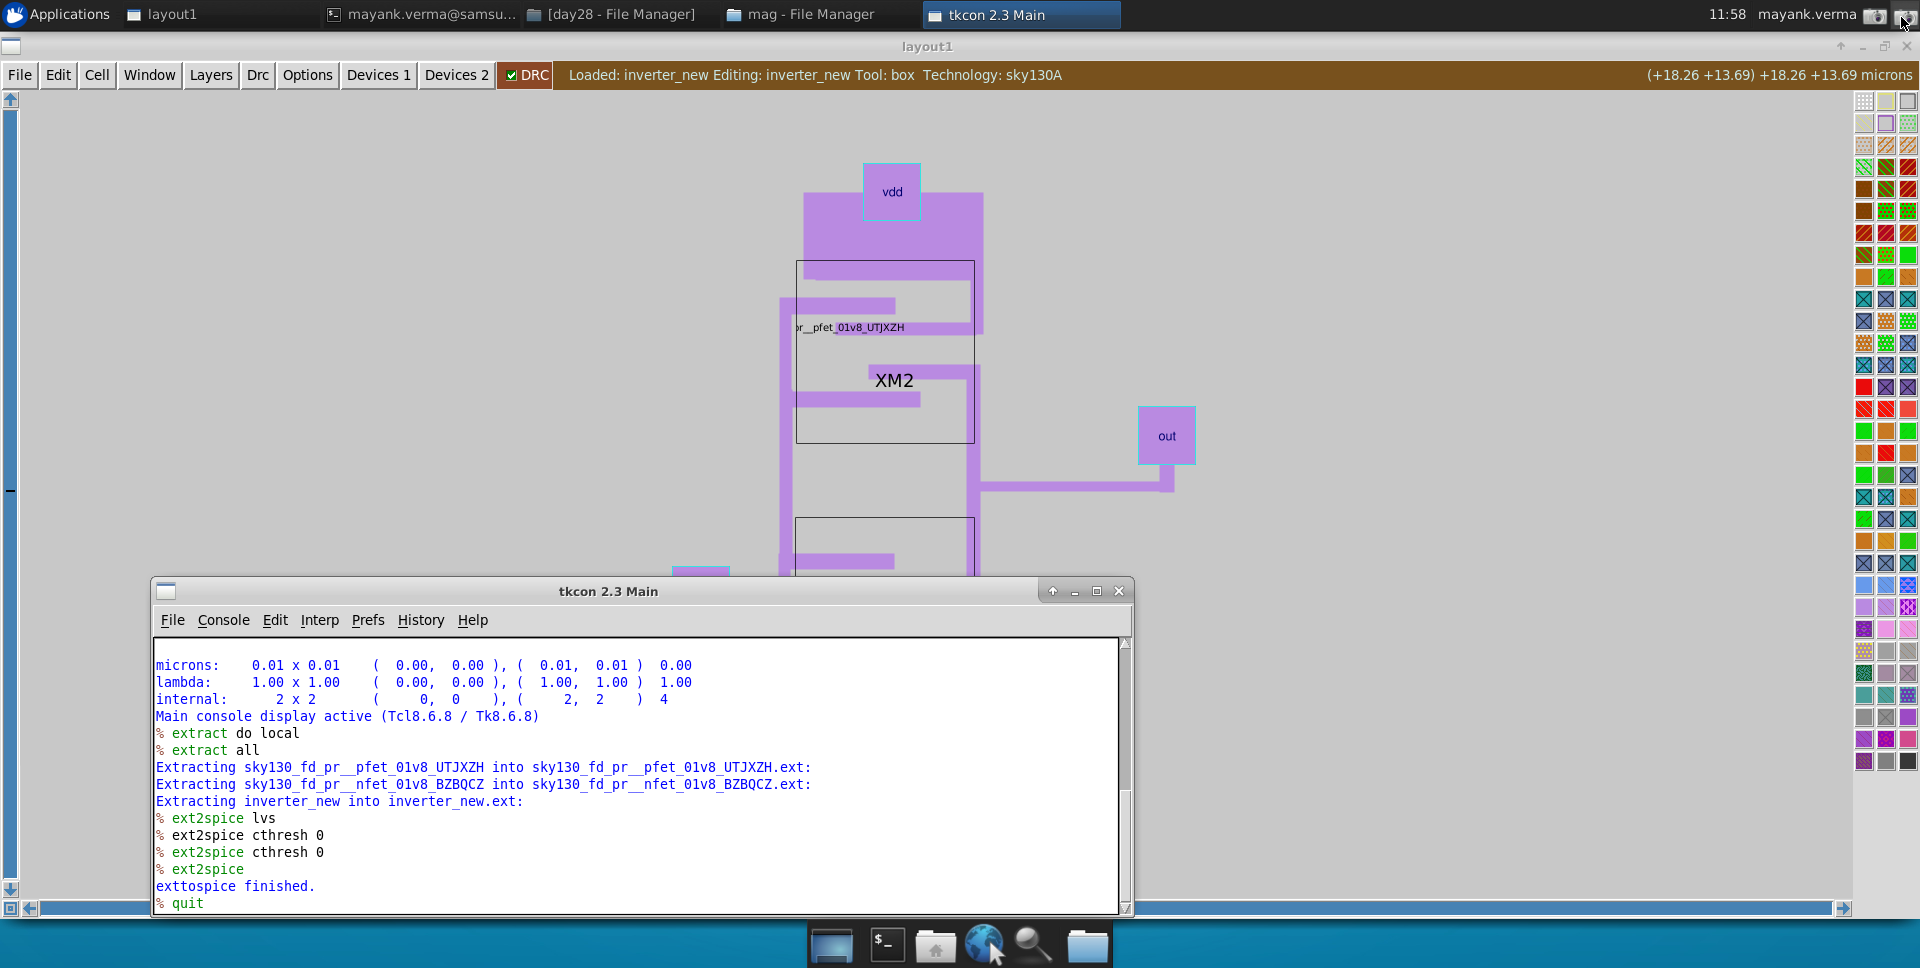 Applications layout1 mayank.verma@samsu... [day28 - File Manager] mag - File Manager tkcon 2.3 Main 11:58 mayank.verma
layout1
File Edit Cell Window Layers Drc Options Devices 1 Devices 2 DRC Loaded: inverter_new Editing: inverter_new Tool: box Technology: sky130A (+18.26 +13.69) +18.26 +13.69 microns
vdd
pr__pfet_01v8_UTJXZH
XM2
out
tkcon 2.3 Main
File Console Edit Interp Prefs History Help
microns: 0.01 x 0.01 ( 0.00, 0.00 ), ( 0.01, 0.01 ) 0.00
lambda: 1.00 x 1.00 ( 0.00, 0.00 ), ( 1.00, 1.00 ) 1.00
internal: 2 x 2 ( 0, 0 ), ( 2, 2 ) 4
Main console display active (Tcl8.6.8 / Tk8.6.8)
% extract do local
% extract all
Extracting sky130_fd_pr__pfet_01v8_UTJXZH into sky130_fd_pr__pfet_01v8_UTJXZH.ext:
Extracting sky130_fd_pr__nfet_01v8_BZBQCZ into sky130_fd_pr__nfet_01v8_BZBQCZ.ext:
Extracting inverter_new into inverter_new.ext:
% ext2spice lvs
% ext2spice cthresh 0
% ext2spice cthresh 0
% ext2spice
exttospice finished.
% quit